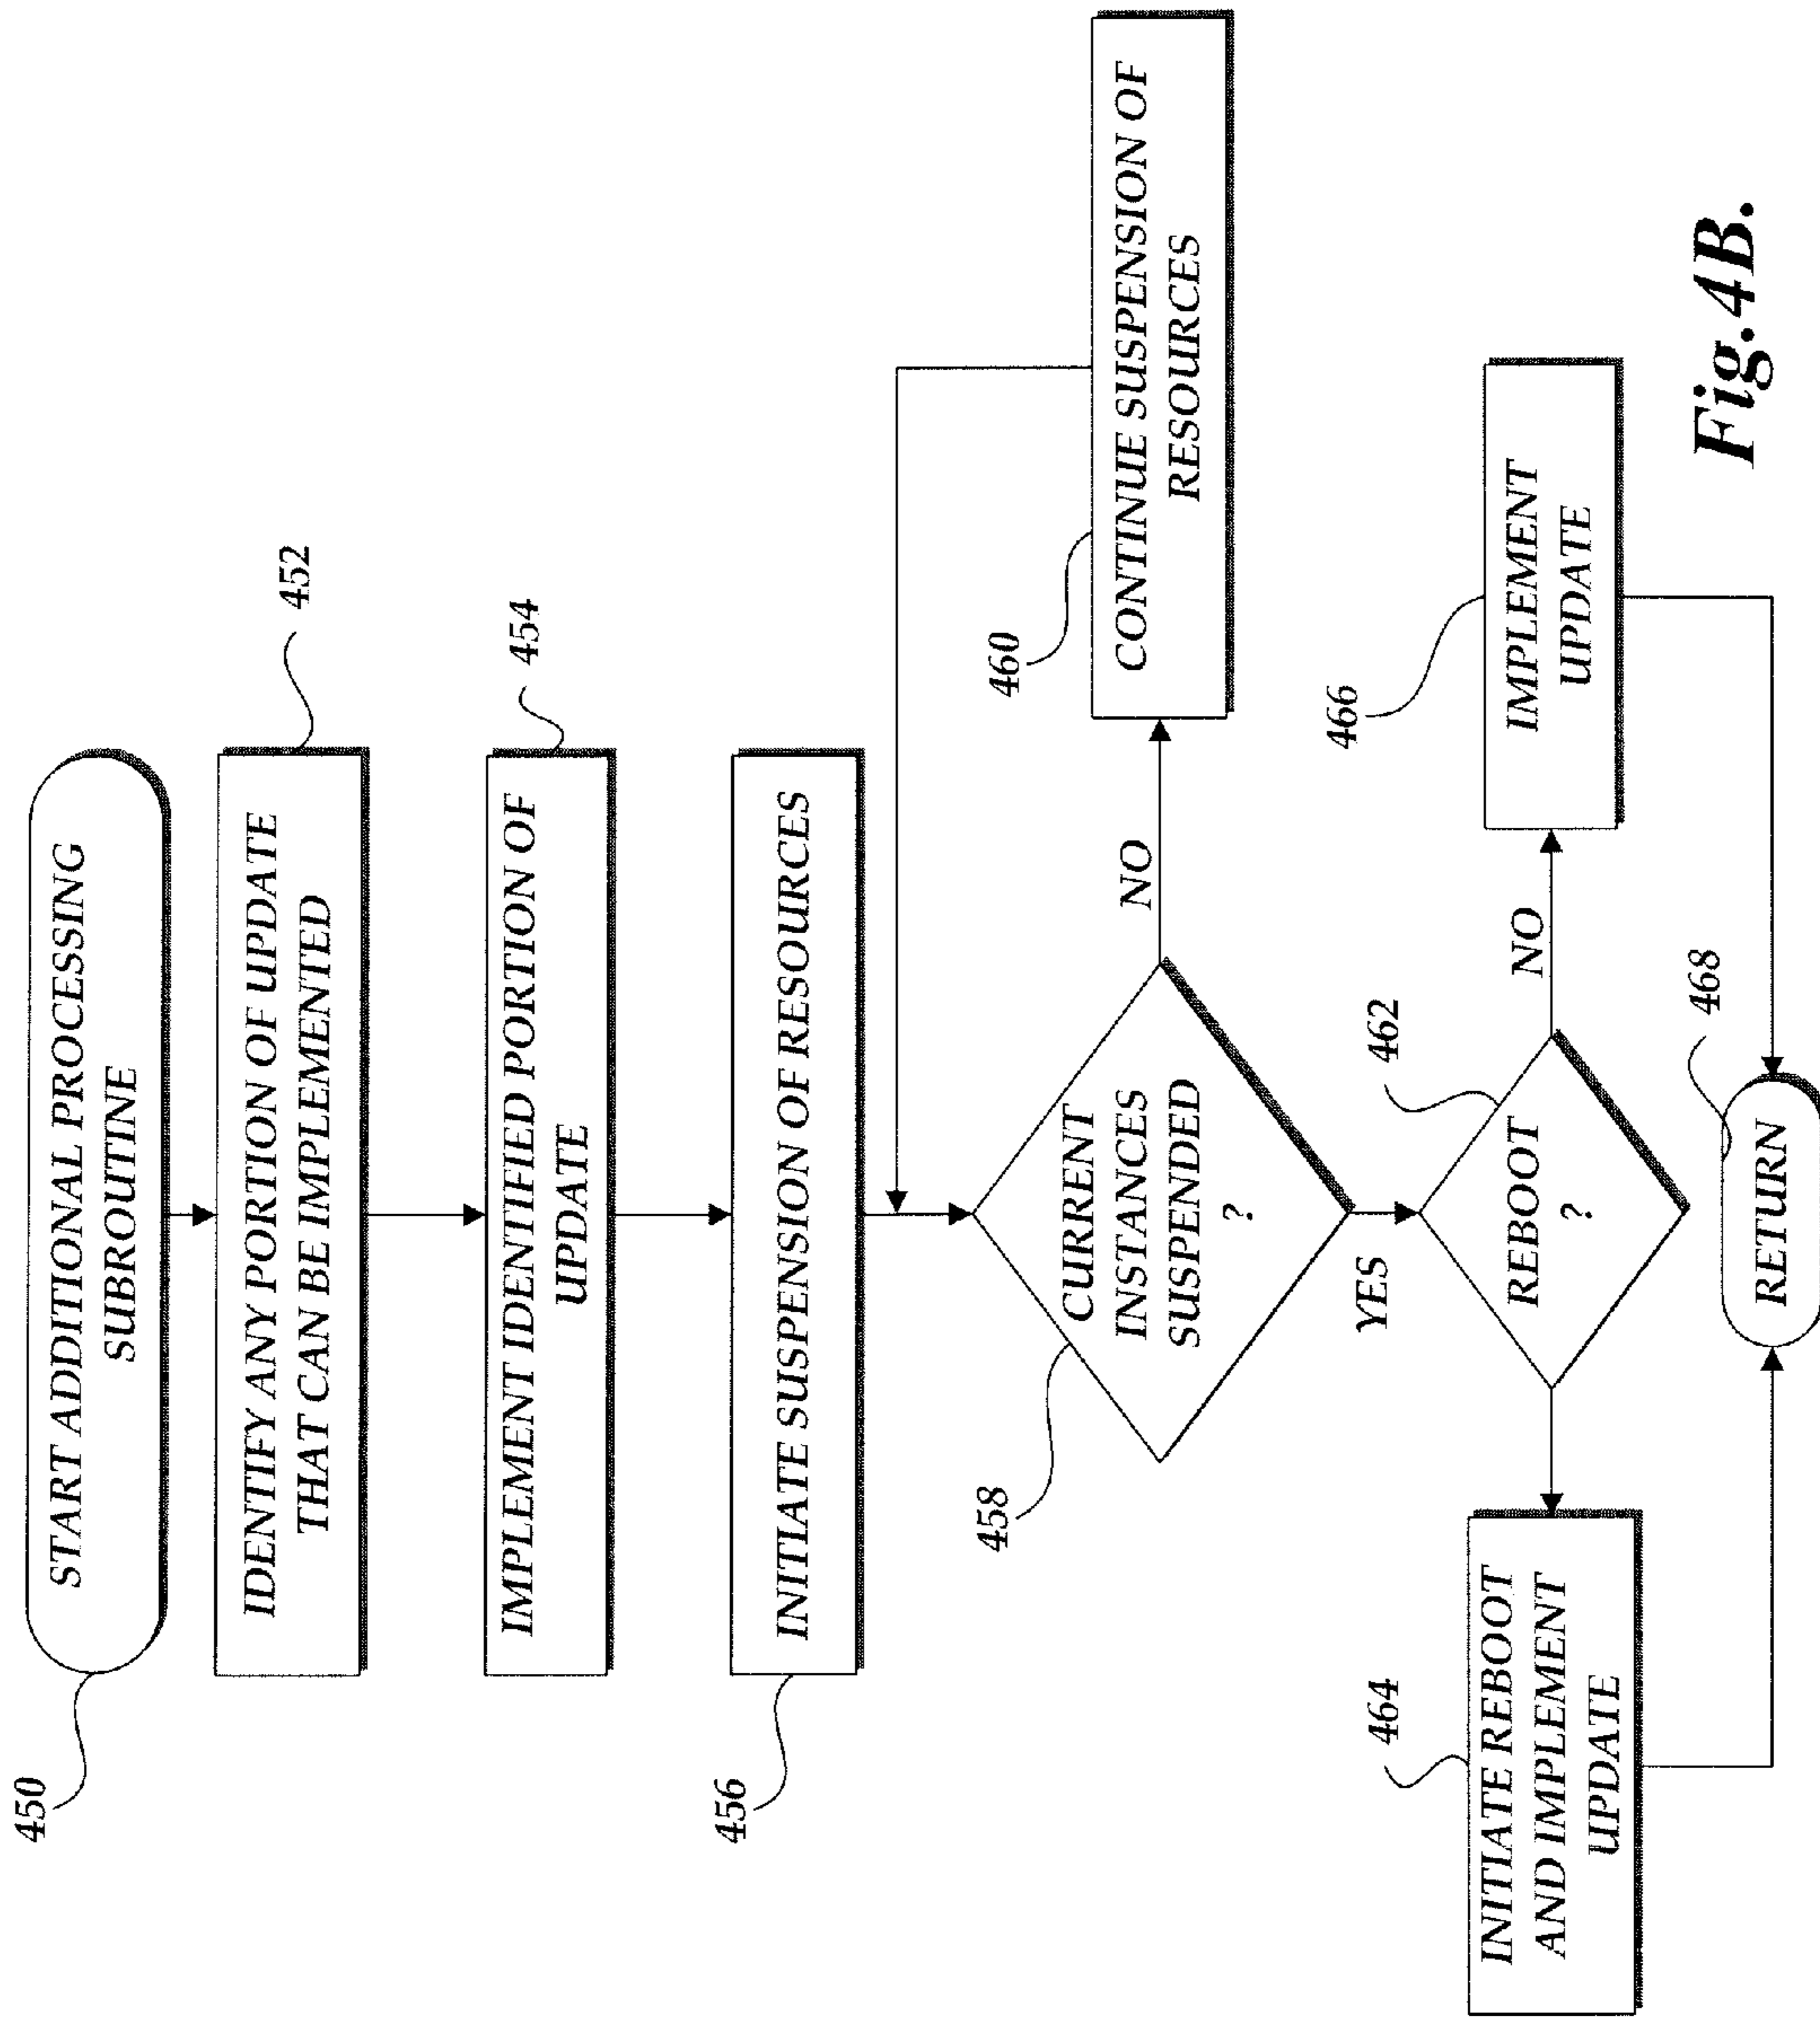 450
START ADDITIONAL PROCESSING
SUBROUTINE
452
IDENTIFY ANY PORTION OF UPDATE
THAT CAN BE IMPLEMENTED
454
IMPLEMENT IDENTIFIED PORTION OF
UPDATE
456
INITIATE SUSPENSION OF RESOURCES
458
CURRENT
INSTANCES
SUSPENDED
?
NO
460
CONTINUE SUSPENSION OF
RESOURCES
YES
462
REBOOT
?
NO
464
INITIATE REBOOT
AND IMPLEMENT
UPDATE
466
IMPLEMENT
UPDATE
468
RETURN
Fig.4B.